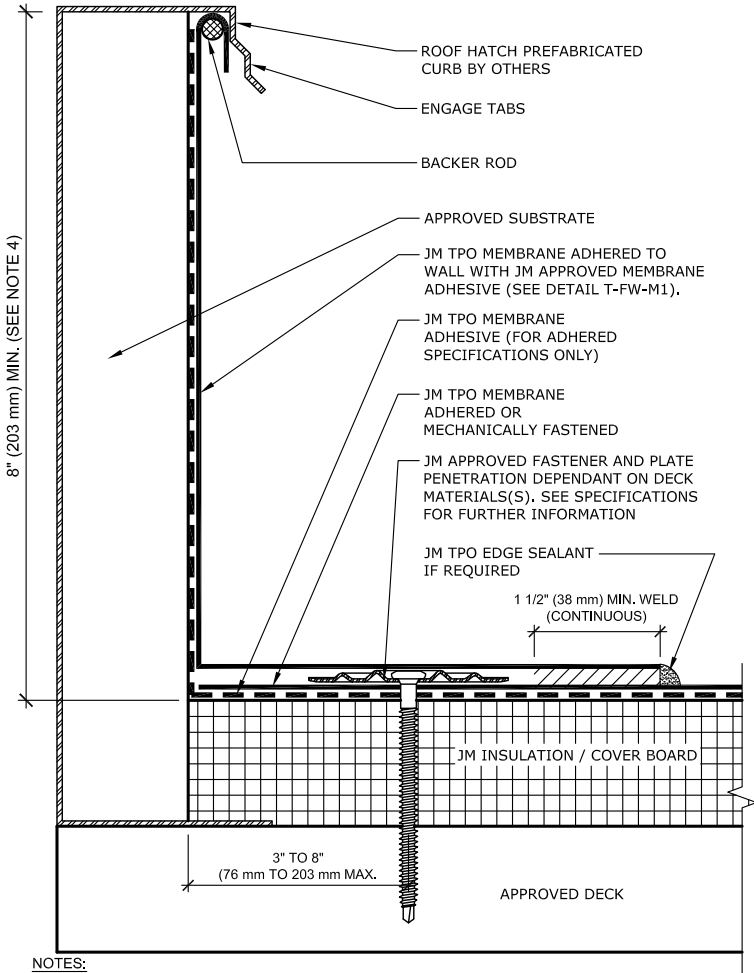 ROOF HATCH PREFABRICATED
CURB BY OTHERS
ENGAGE TABS
BACKER ROD
APPROVED SUBSTRATE
8" (203 mm) MIN. (SEE NOTE 4)
JM TPO MEMBRANE ADHERED TO
WALL WITH JM APPROVED MEMBRANE
ADHESIVE (SEE DETAIL T-FW-M1).
JM TPO MEMBRANE
ADHESIVE (FOR ADHERED
SPECIFICATIONS ONLY)
JM TPO MEMBRANE
ADHERED OR
MECHANICALLY FASTENED
JM APPROVED FASTENER AND PLATE
PENETRATION DEPENDANT ON DECK
MATERIALS(S). SEE SPECIFICATIONS
FOR FURTHER INFORMATION
JM TPO EDGE SEALANT
IF REQUIRED
1 1/2" (38 mm) MIN. WELD
(CONTINUOUS)
JM INSULATION / COVER BOARD
3" TO 8"
(76 mm TO 203 mm MAX.
APPROVED DECK
NOTES: